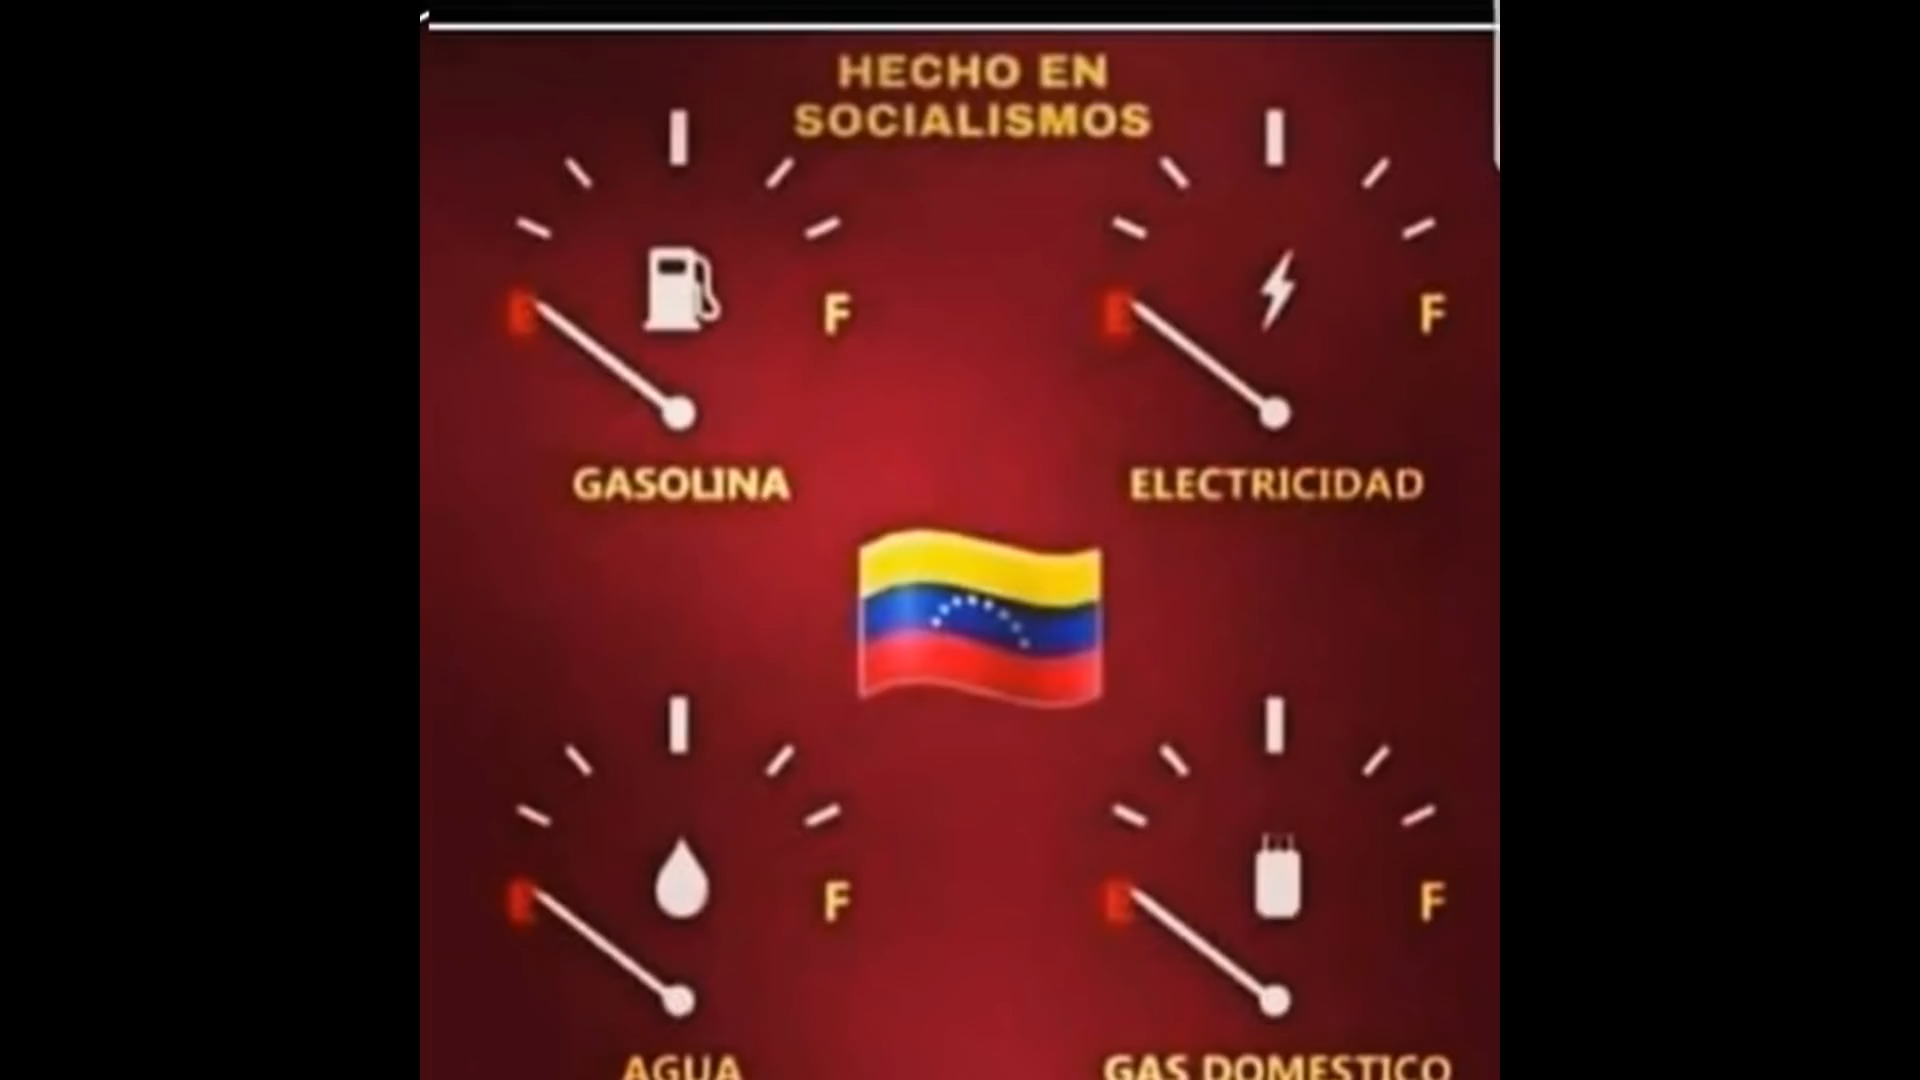 HECHO EN
SOCIALISMOS
E F
E F
GASOLINA
ELECTRICIDAD
E F
E F
AGUA
GAS DOMESTICO